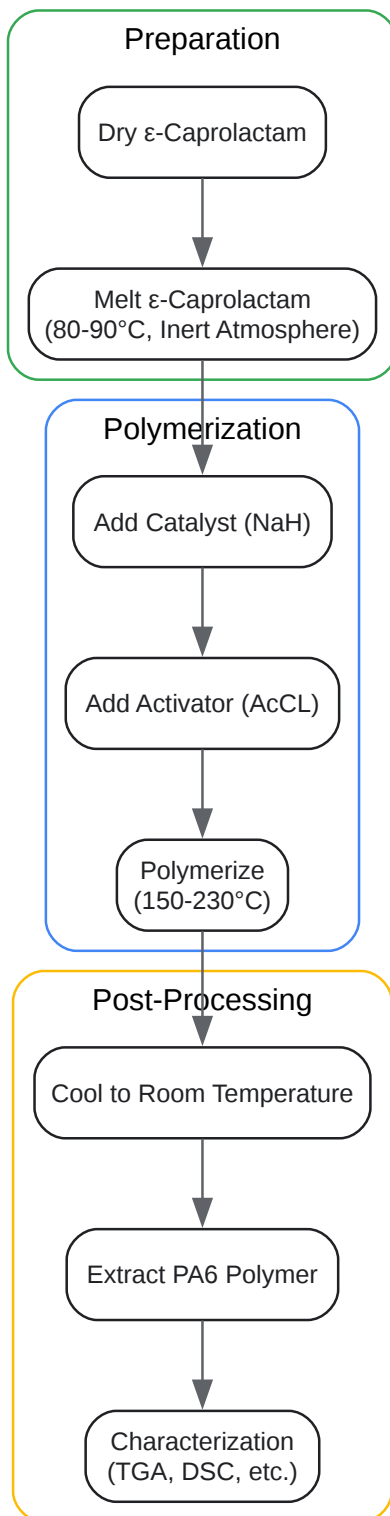 Preparation
Dry ε-Caprolactam
Melt ε-Caprolactam
(80-90°C, Inert Atmosphere)
Polymerization
Add Catalyst (NaH)
Add Activator (AcCL)
Polymerize
(150-230°C)
Post-Processing
Cool to Room Temperature
Extract PA6 Polymer
Characterization
(TGA, DSC, etc.)